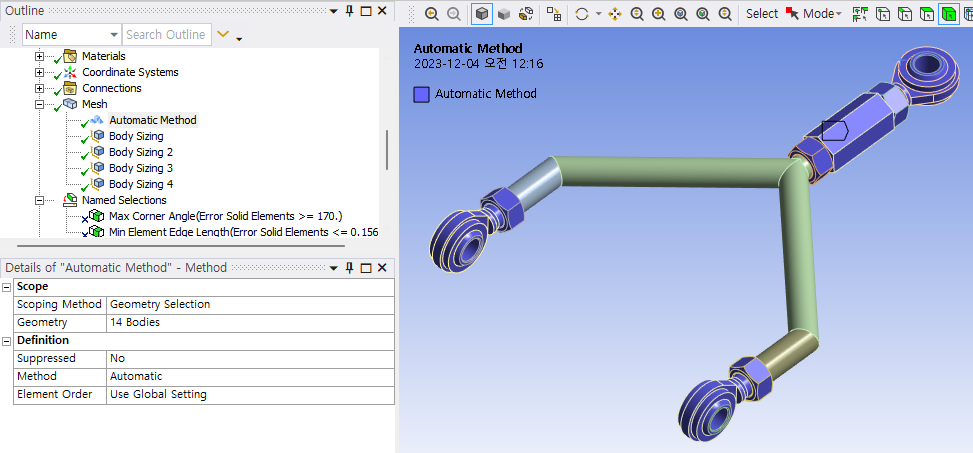 Outline
Name
Search Outline
Materials
Coordinate Systems
Connections
Mesh
Automatic Method
Body Sizing
Body Sizing 2
Body Sizing 3
Body Sizing 4
Named Selections
Max Corner Angle(Error Solid Elements >= 170.)
Min Element Edge Length(Error Solid Elements <= 0.156
Details of "Automatic Method" - Method
Scope
Scoping Method Geometry Selection
Geometry 14 Bodies
Definition
Suppressed No
Method Automatic
Element Order Use Global Setting
Select Mode
Automatic Method
2023-12-04 오전 12:16
Automatic Method